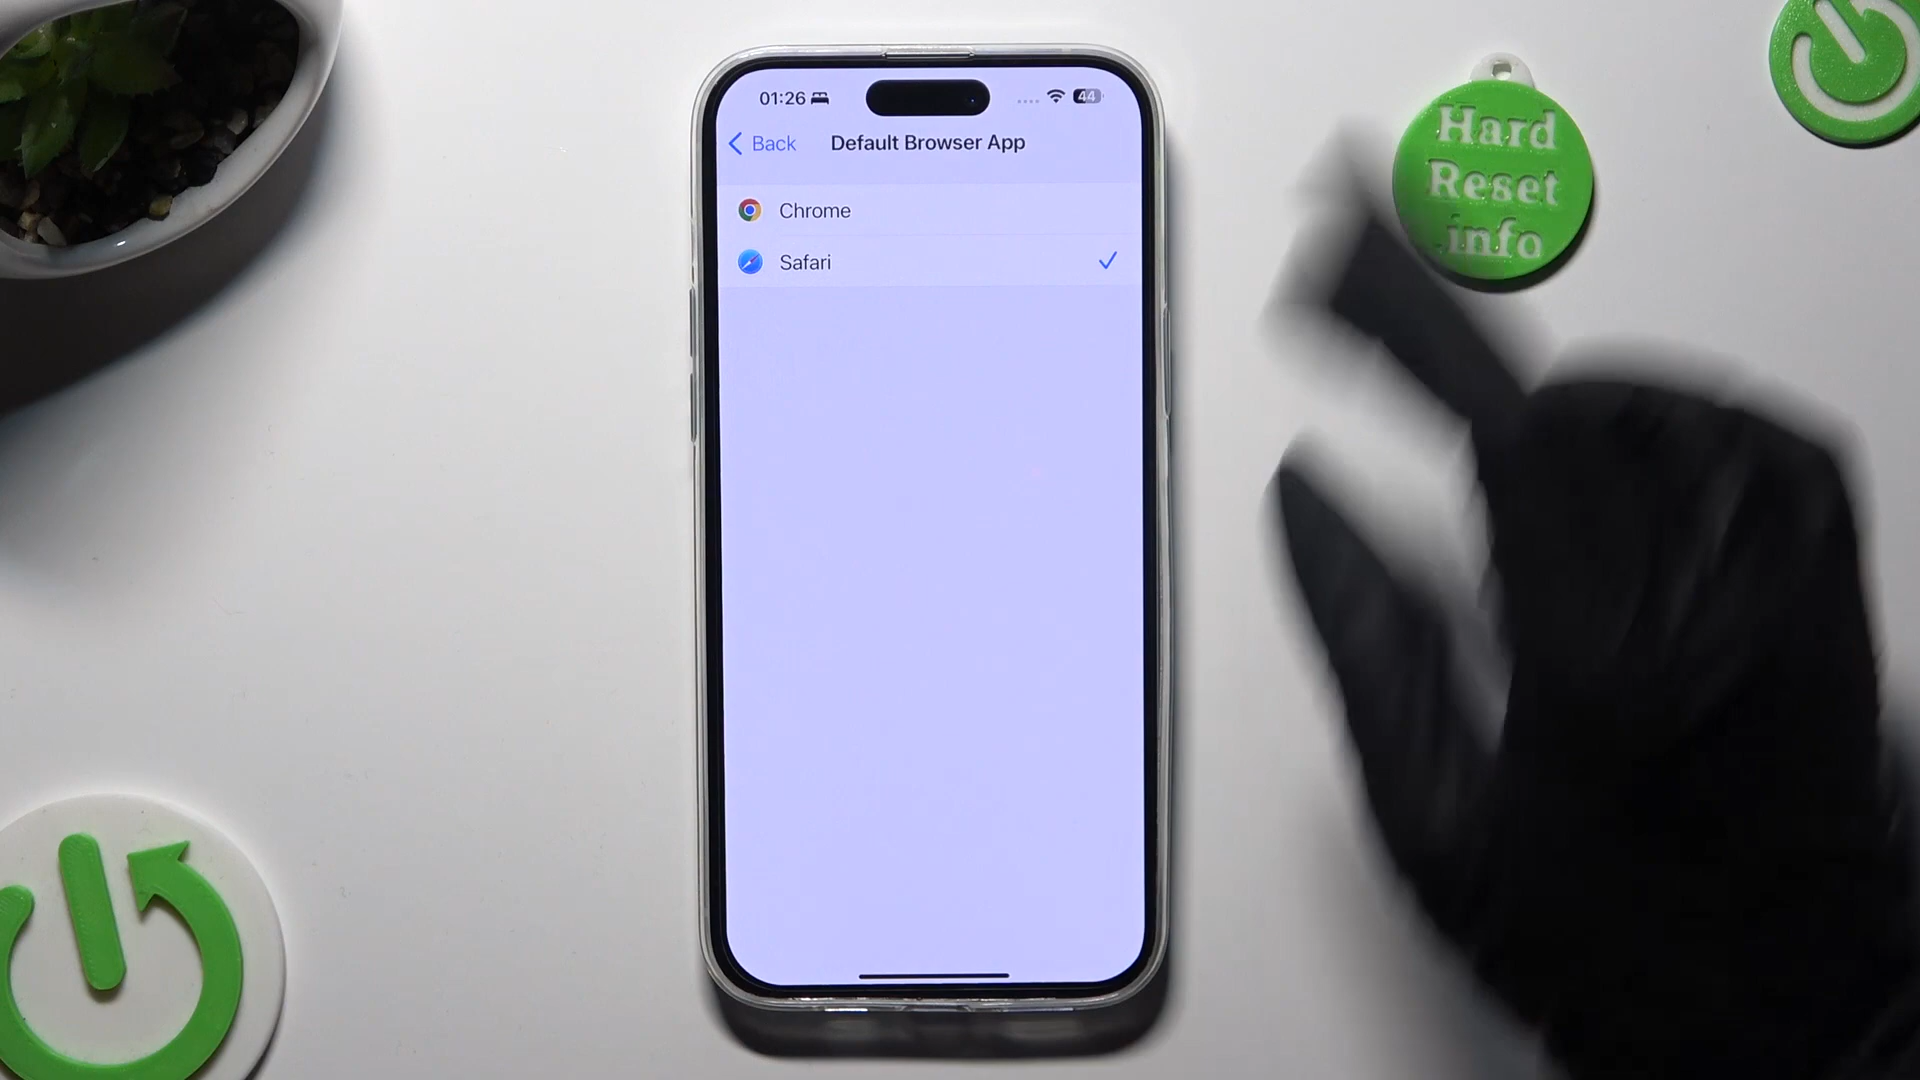 01:26
44
Back
Default Browser App
Chrome
Safari
Hard
Reset
.info